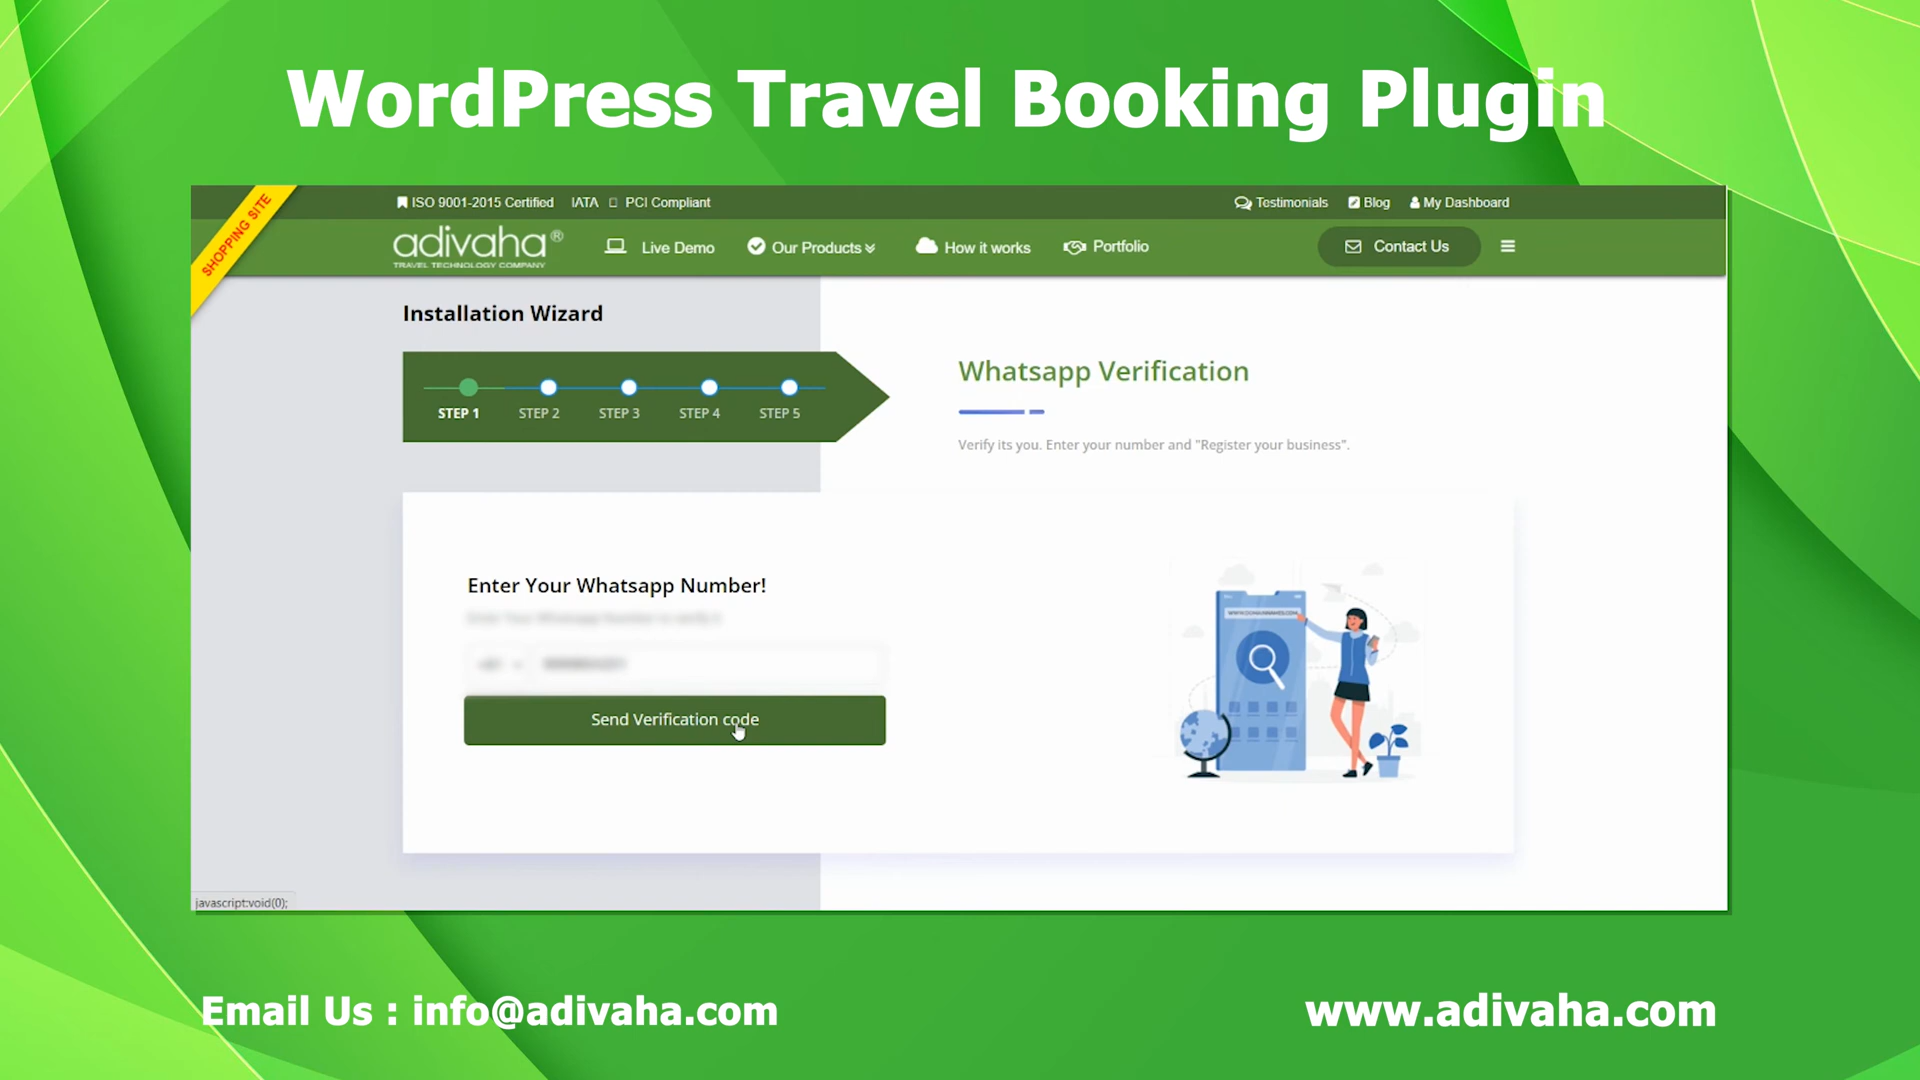 WordPress Travel Booking Plugin
SHOPPING SITE
ISO 9001-2015 Certified IATA PCI Compliant
Testimonials Blog My Dashboard
adivaha®
TRAVEL TECHNOLOGY COMPANY
Live Demo Our Products How it works Portfolio
Contact Us
Installation Wizard
STEP 1 STEP 2 STEP 3 STEP 4 STEP 5
Whatsapp Verification
Verify its you. Enter your number and "Register your business".
Enter Your Whatsapp Number!
Send Verification code
javascript:void(0);
Email Us : info@adivaha.com
www.adivaha.com